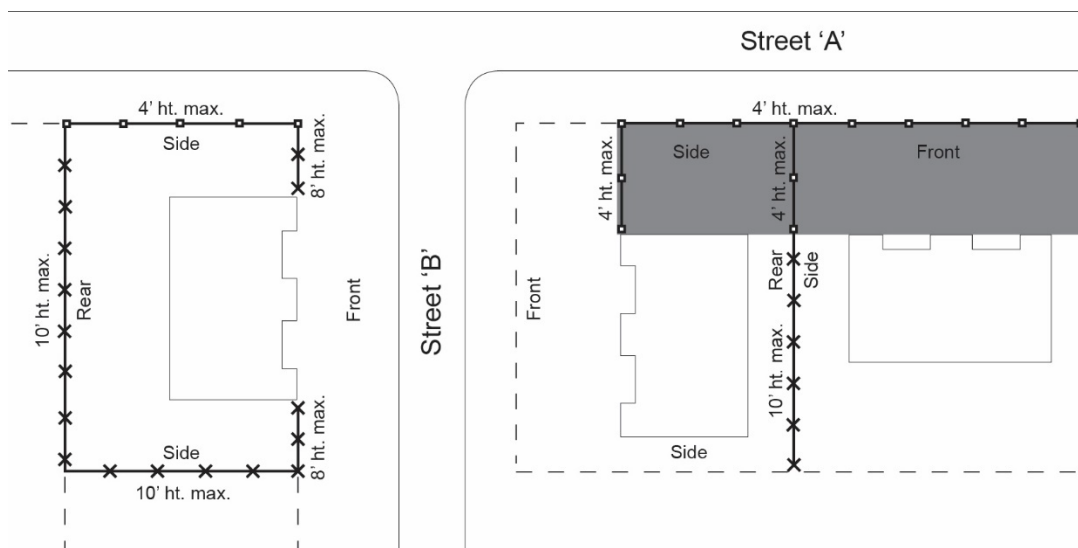 Street ‘A’
4’ ht. max.
Side
8’ ht. max.
10’ ht. max.
Rear
Front
8’ ht. max.
Side
10’ ht. max.
Street ‘B’
4’ ht. max.
4’ ht. max.
Side
4’ ht. max.
Front
Front
Rear
Side
10’ ht. max.
Side